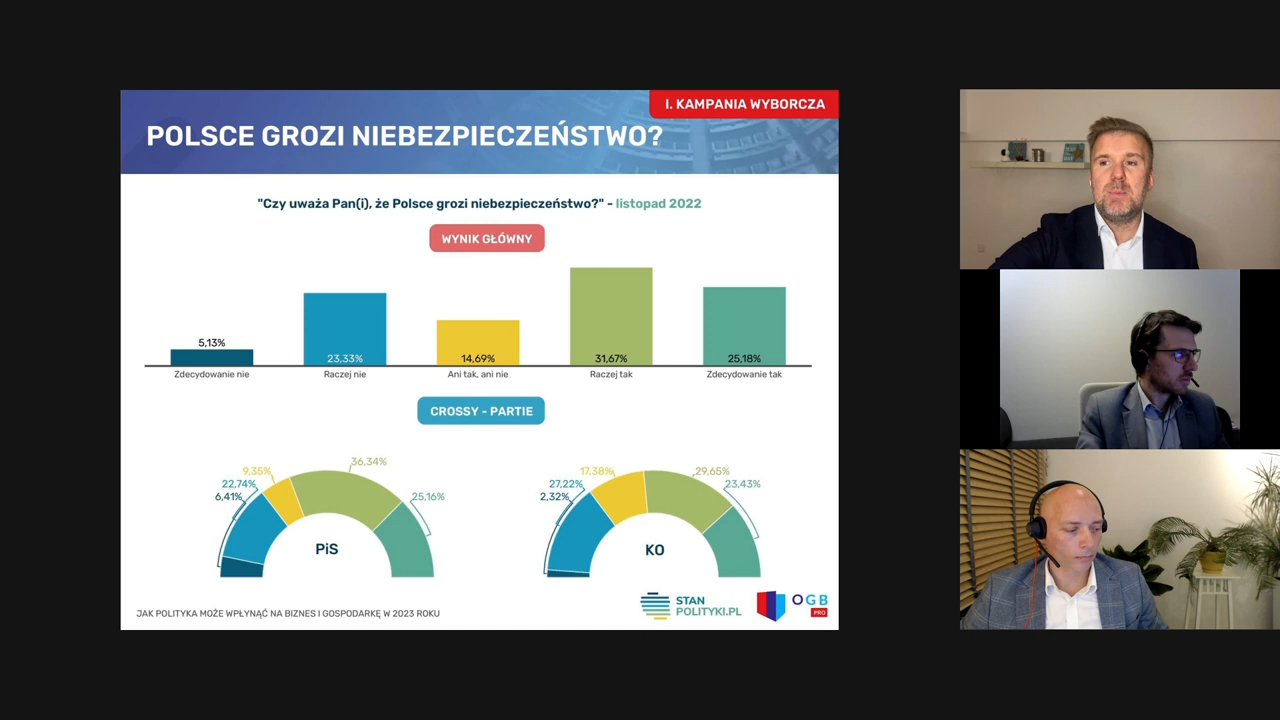 I. KAMPANIA WYBORCZA
POLSCE GROZI NIEBEZPIECZEŃSTWO?
"Czy uważa Pan(i), że Polsce grozi niebezpieczeństwo?" - listopad 2022
WYNIK GŁÓWNY
5,13%
23,33%
14,69%
31,67%
25,18%
Zdecydowanie nie
Raczej nie
Ani tak, ani nie
Raczej tak
Zdecydowanie tak
CROSSY - PARTIE
6,41%
22,74%
9,35%
36,34%
25,16%
PiS
2,32%
27,22%
17,38%
29,65%
23,43%
KO
JAK POLITYKA MOŻE WPŁYNĄĆ NA BIZNES I GOSPODARKĘ W 2023 ROKU
STAN
POLITYKI.PL
OGB
PRO